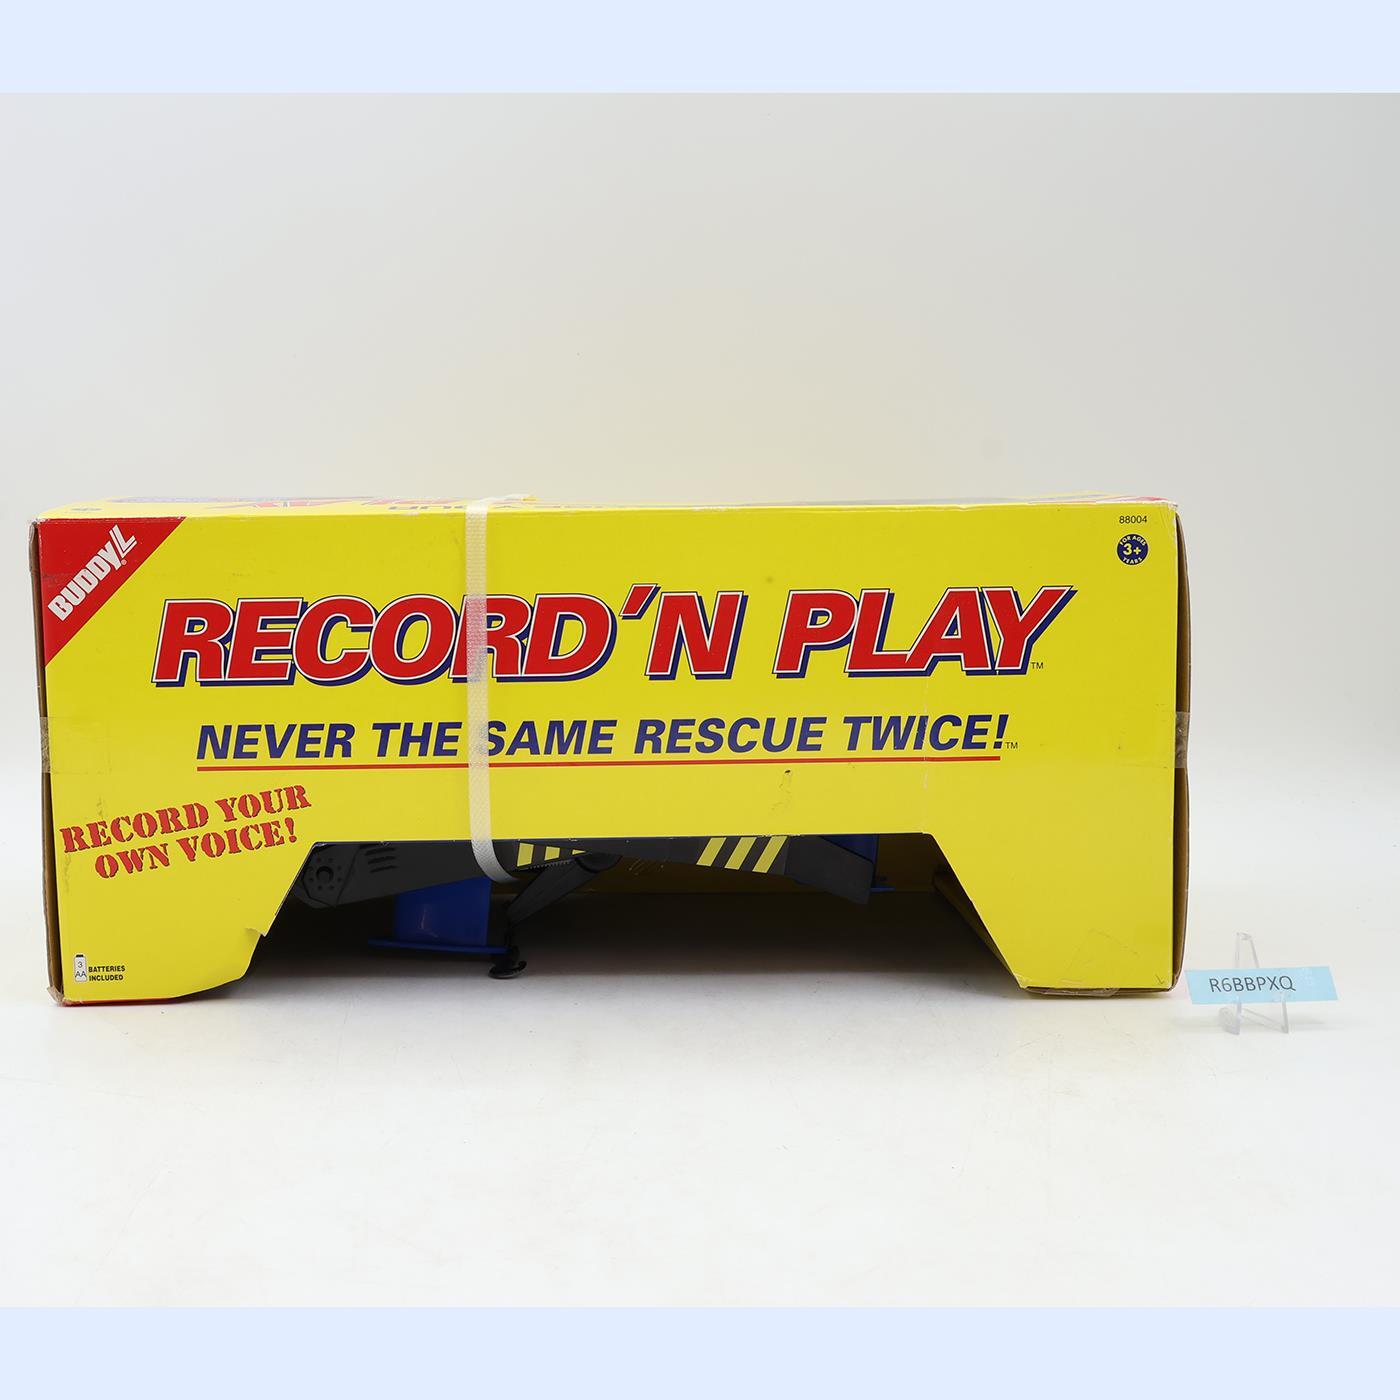 BUDDY L
88004
FOR AGES
3+
YEARS
RECORD 'N PLAY™
NEVER THE SAME RESCUE TWICE!™
RECORD YOUR
OWN VOICE!
3
AA
BATTERIES
INCLUDED
R6BBPXQ